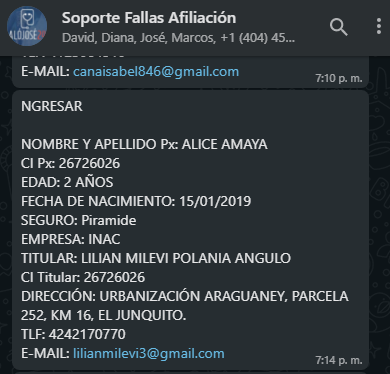 Soporte Fallas Afiliación
David, Diana, José, Marcos, +1 (404) 45...
E-MAIL: canaisabel846@gmail.com
7:10 p. m.
NGRESAR
NOMBRE Y APELLIDO Px: ALICE AMAYA
CI Px: 26726026
EDAD: 2 AÑOS
FECHA DE NACIMIENTO: 15/01/2019
SEGURO: Piramide
EMPRESA: INAC
TITULAR: LILIAN MILEVI POLANIA ANGULO
CI Titular: 26726026
DIRECCIÓN: URBANIZACIÓN ARAGUANEY, PARCELA
252, KM 16, EL JUNQUITO.
TLF: 4242170770
E-MAIL: lilianmilevi3@gmail.com
7:14 p. m.